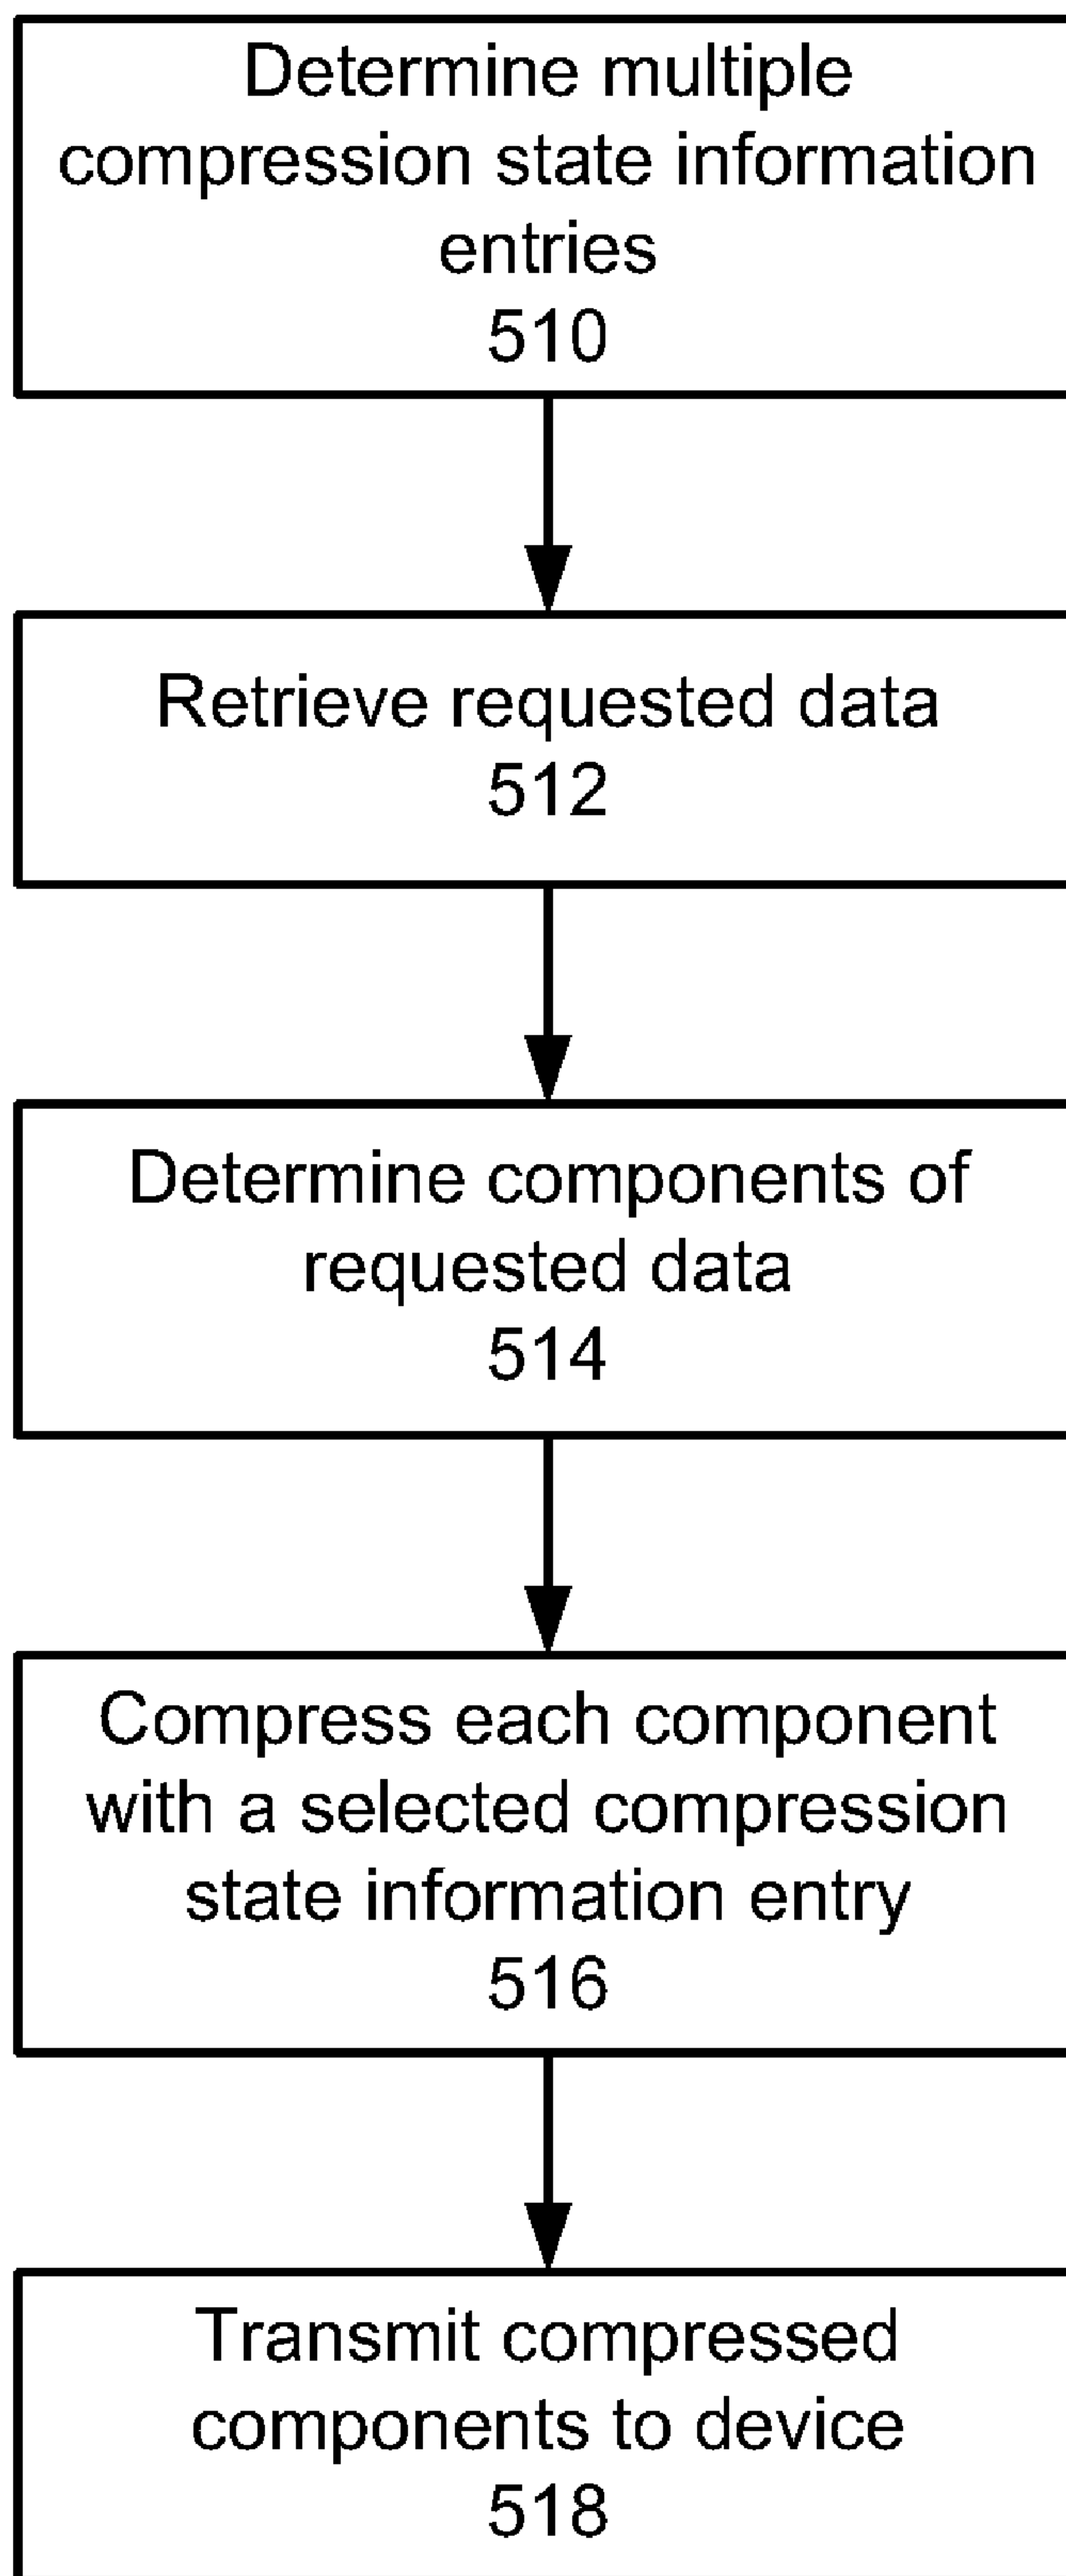 Determine multiple
compression state information
entries
510
Retrieve requested data
512
Determine components of
requested data
514
Compress each component
with a selected compression
state information entry
516
Transmit compressed
components to device
518